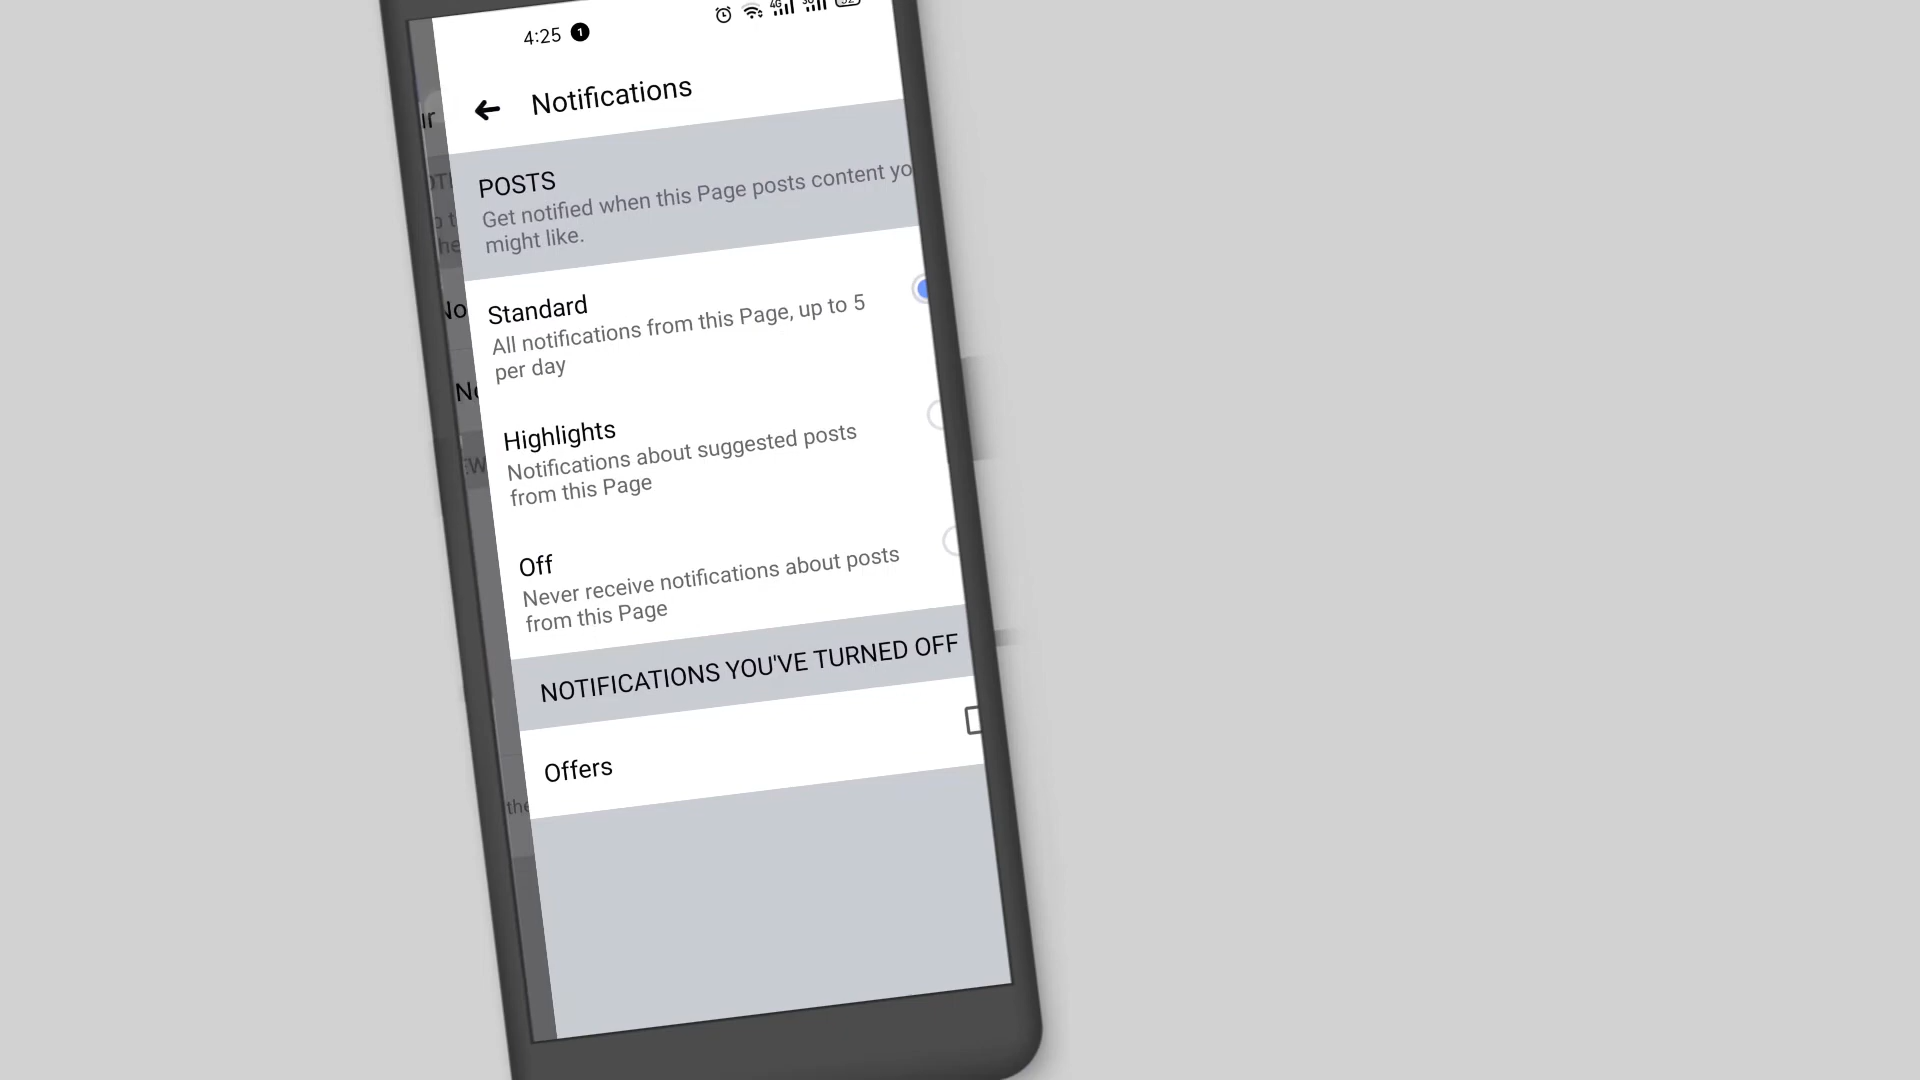 4:25 1
Notifications
POSTS
Get notified when this Page posts content yo
might like.
Standard
All notifications from this Page, up to 5
per day
Highlights
Notifications about suggested posts
from this Page
Off
Never receive notifications about posts
from this Page
NOTIFICATIONS YOU'VE TURNED OFF
Offers